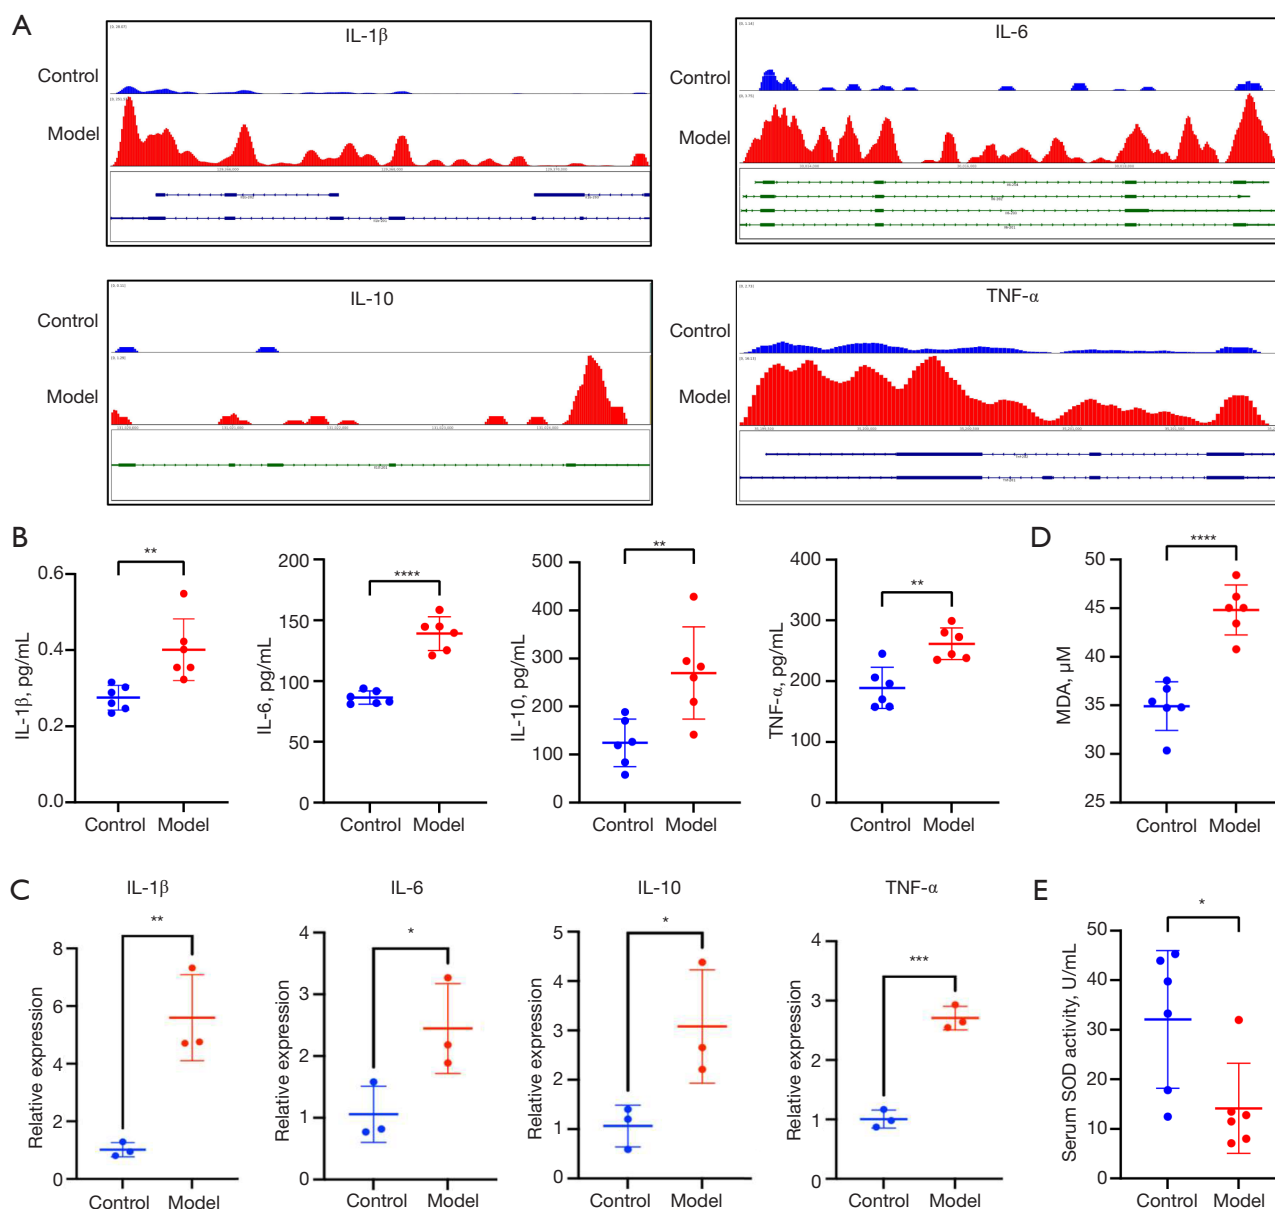 A
IL-1β
Control
Model
IL-6
Control
Model
IL-10
Control
Model
TNF-α
Control
Model
B
**
IL-1β, pg/mL
0.6
0.4
0.2
0.0
Control Model
****
IL-6, pg/mL
200
150
100
50
0
Control Model
**
IL-10, pg/mL
500
400
300
200
100
0
Control Model
**
TNF-α, pg/mL
400
300
200
100
0
Control Model
D
****
MDA, μM
50
45
40
35
30
25
Control Model
C
IL-1β
**
Relative expression
8
6
4
2
0
Control Model
IL-6
*
Relative expression
4
3
2
1
0
Control Model
IL-10
*
Relative expression
5
4
3
2
1
0
Control Model
TNF-α
***
Relative expression
4
3
2
1
0
Control Model
E
*
Serum SOD activity, U/mL
50
40
30
20
10
0
Control Model